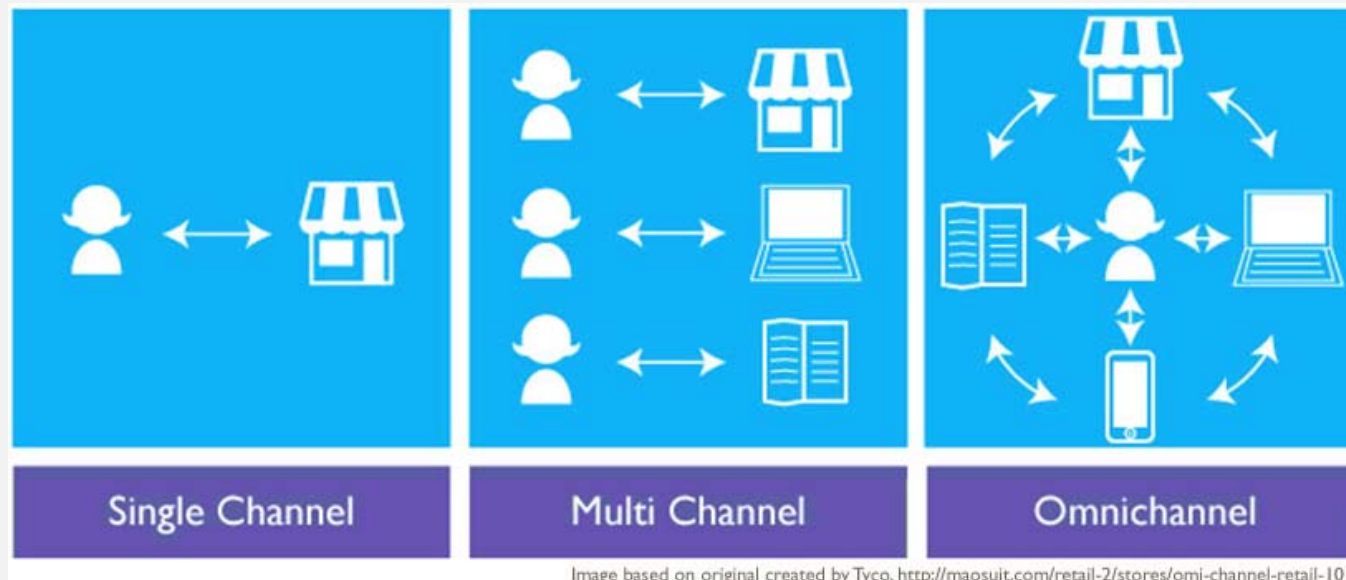 Single Channel
Multi Channel
Omnichannel
Image based on original created by Tyco, http://maosuit.com/retail-2/stores/omi-channel-retail-10